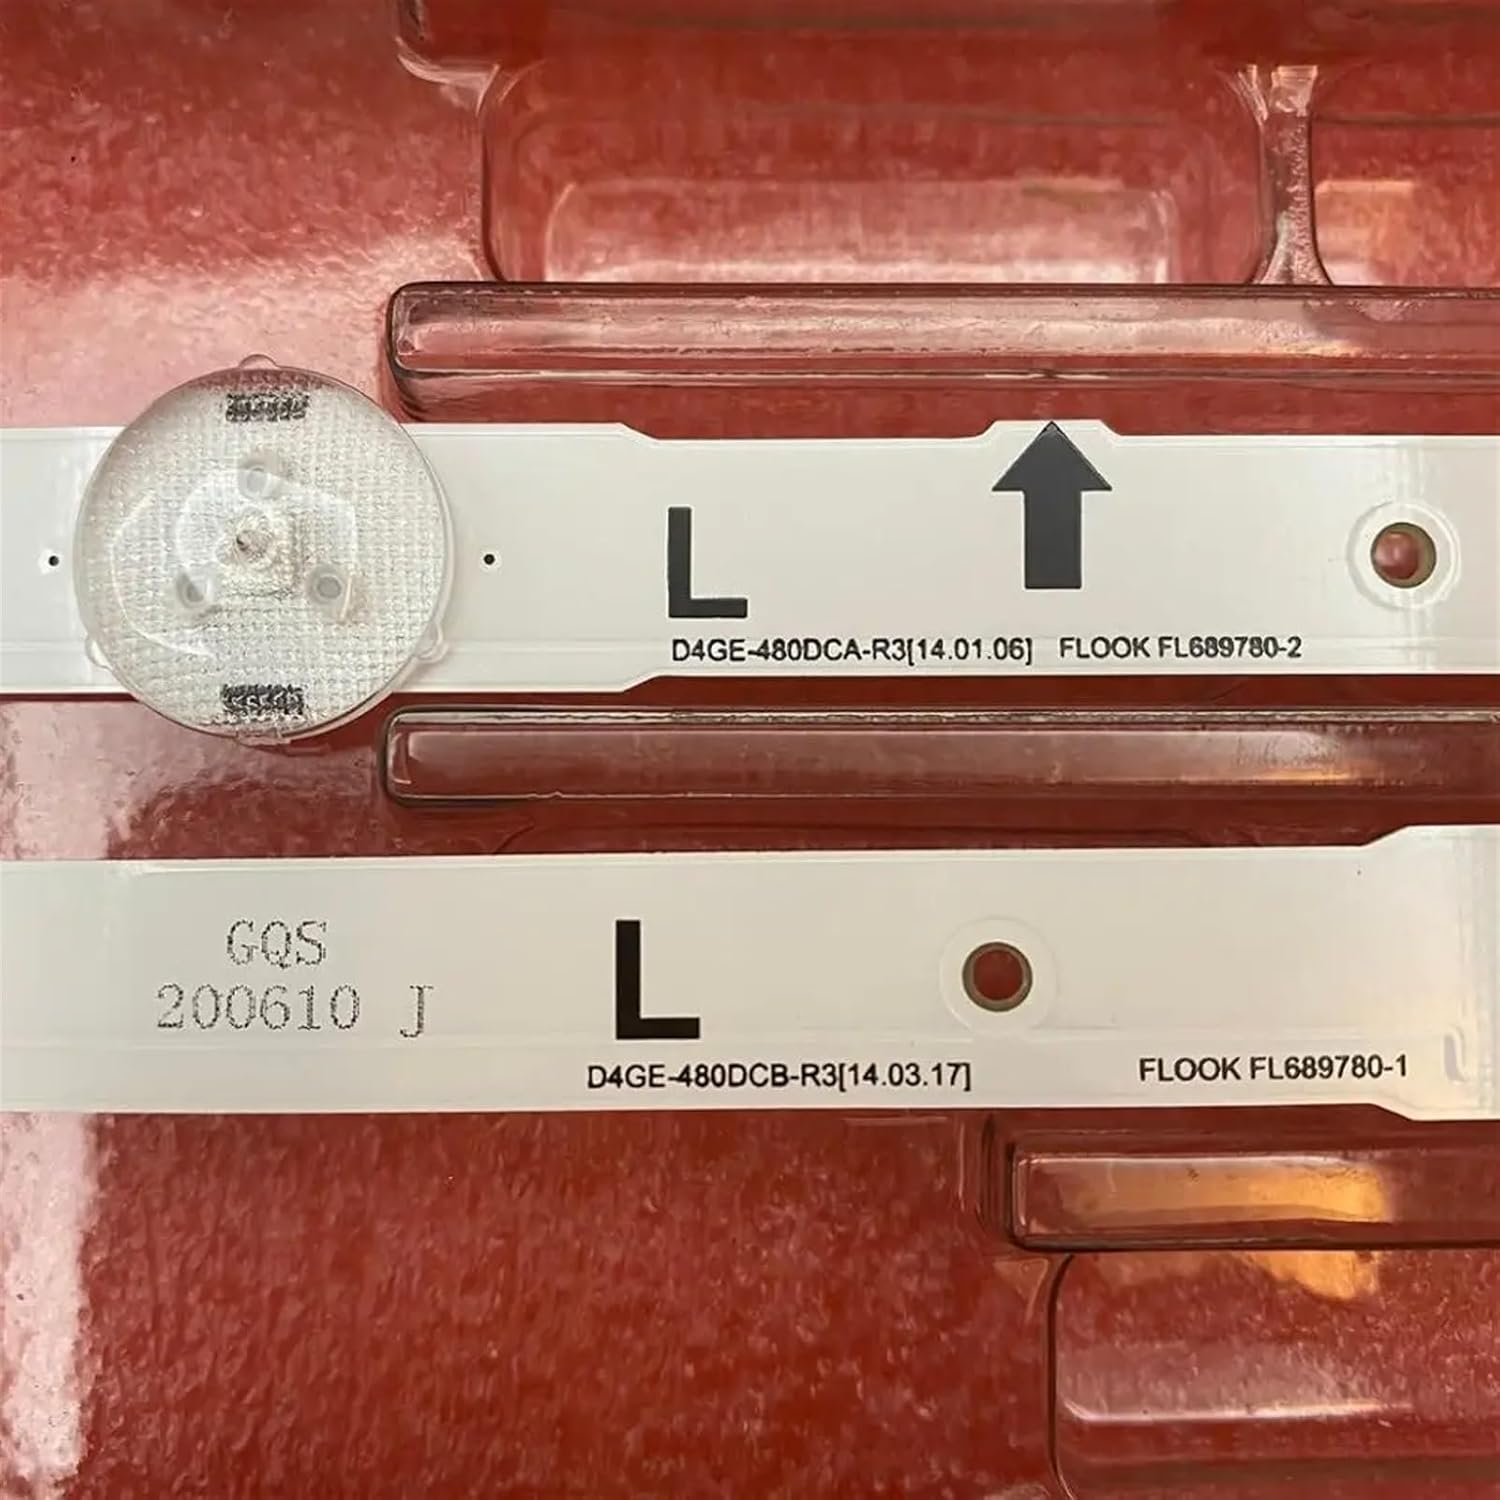 L
D4GE-480DCA-R3[14.01.06] FLOOK FL689780-2
GQS
200610 J
L
D4GE-480DCB-R3[14.03.17] FLOOK FL689780-1